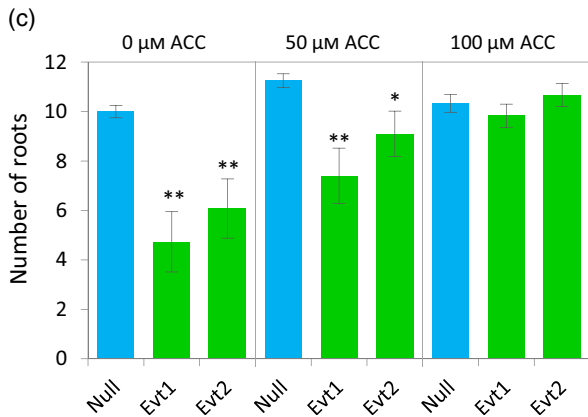 (c)
0 µM ACC 50 µM ACC 100 µM ACC
Number of roots
12
10
8
6
4
2
0
** ** ** *
Null Evt1 Evt2 Null Evt1 Evt2 Null Evt1 Evt2